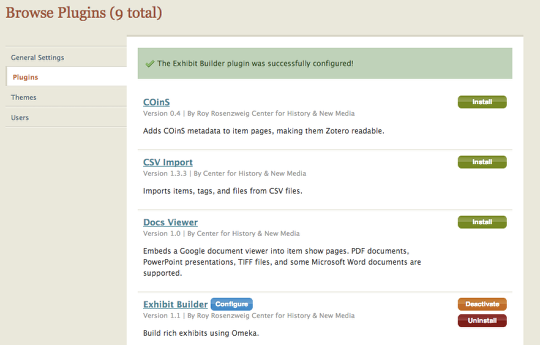 Browse Plugins (9 total)
General Settings
Plugins
Themes
Users
The Exhibit Builder plugin was successfully configured!
COinS
Install
Version 0.4 | By Roy Rosenzweig Center for History & New Media
Adds COinS metadata to item pages, making them Zotero readable.
CSV Import
Install
Version 1.3.3 | By Center for History & New Media
Imports items, tags, and files from CSV files.
Docs Viewer
Install
Version 1.0 | By Center for History & New Media
Embeds a Google document viewer into item show pages. PDF documents,
PowerPoint presentations, TIFF files, and some Microsoft Word documents are
supported.
Exhibit Builder Configure
Deactivate
Version 1.1 | By Roy Rosenzweig Center for History & New Media
Uninstall
Build rich exhibits using Omeka.